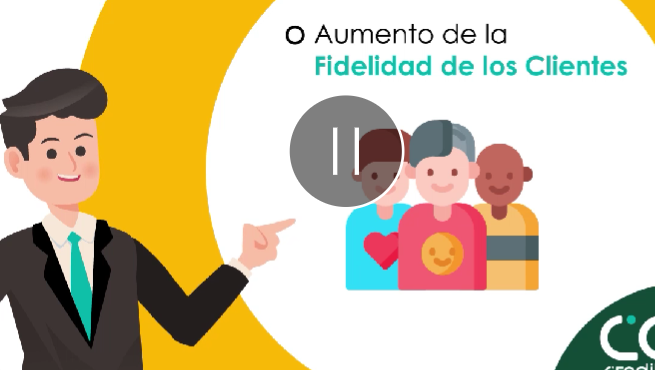 Aumento de la
Fidelidad de los Clientes